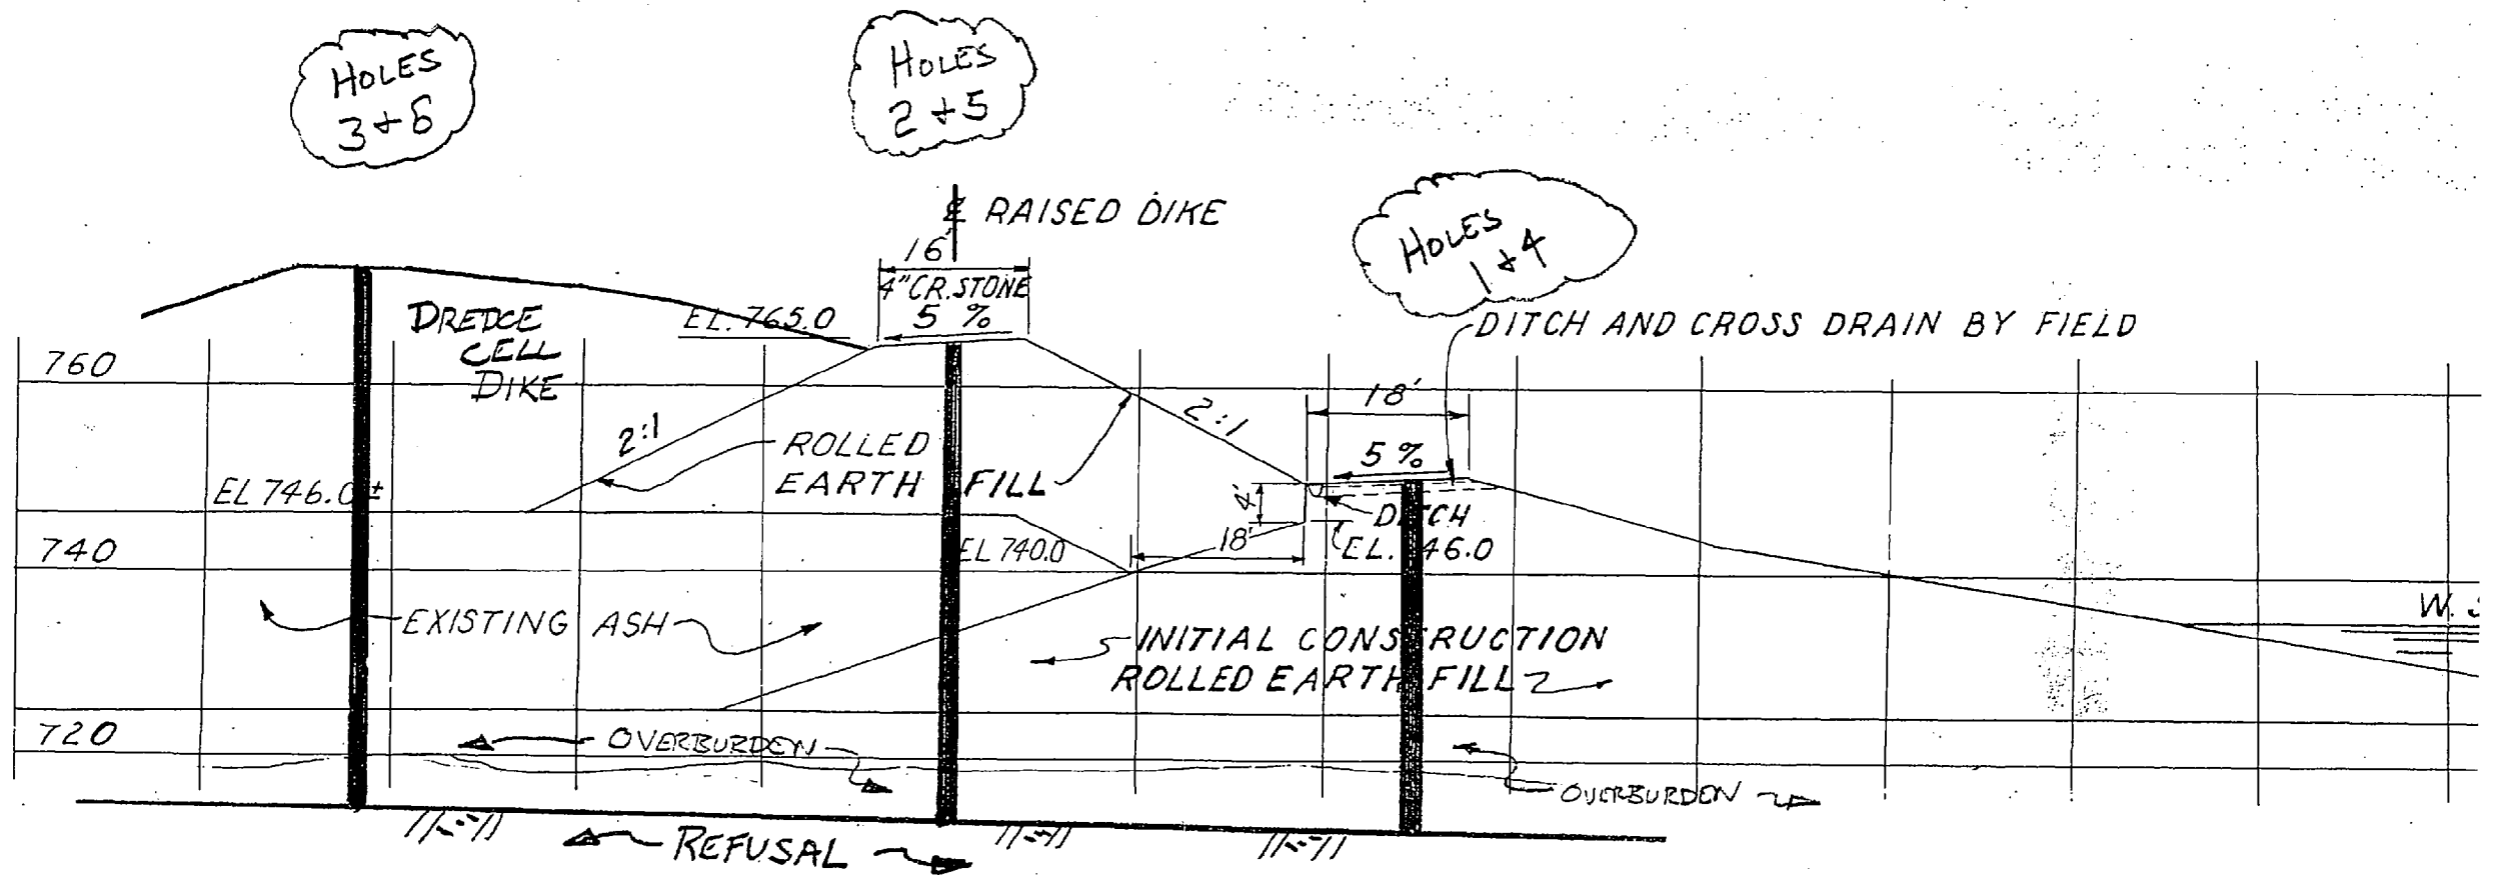 HOLES
3 + 6
HOLES
2 + 5
HOLES
1 & 4
℄ RAISED DIKE
16'
4" CR. STONE
5 %
EL. 765.0
DREDGE
CELL
DIKE
DITCH AND CROSS DRAIN BY FIELD
760
18'
2:1
2:1
ROLLED
EARTH FILL
5 %
EL 746.0 ±
4'
DITCH
740
EL 740.0
18'
EL. 46.0
W.
EXISTING ASH
INITIAL CONSTRUCTION
ROLLED EARTH FILL
720
OVERBURDEN
OVERBURDEN
REFUSAL